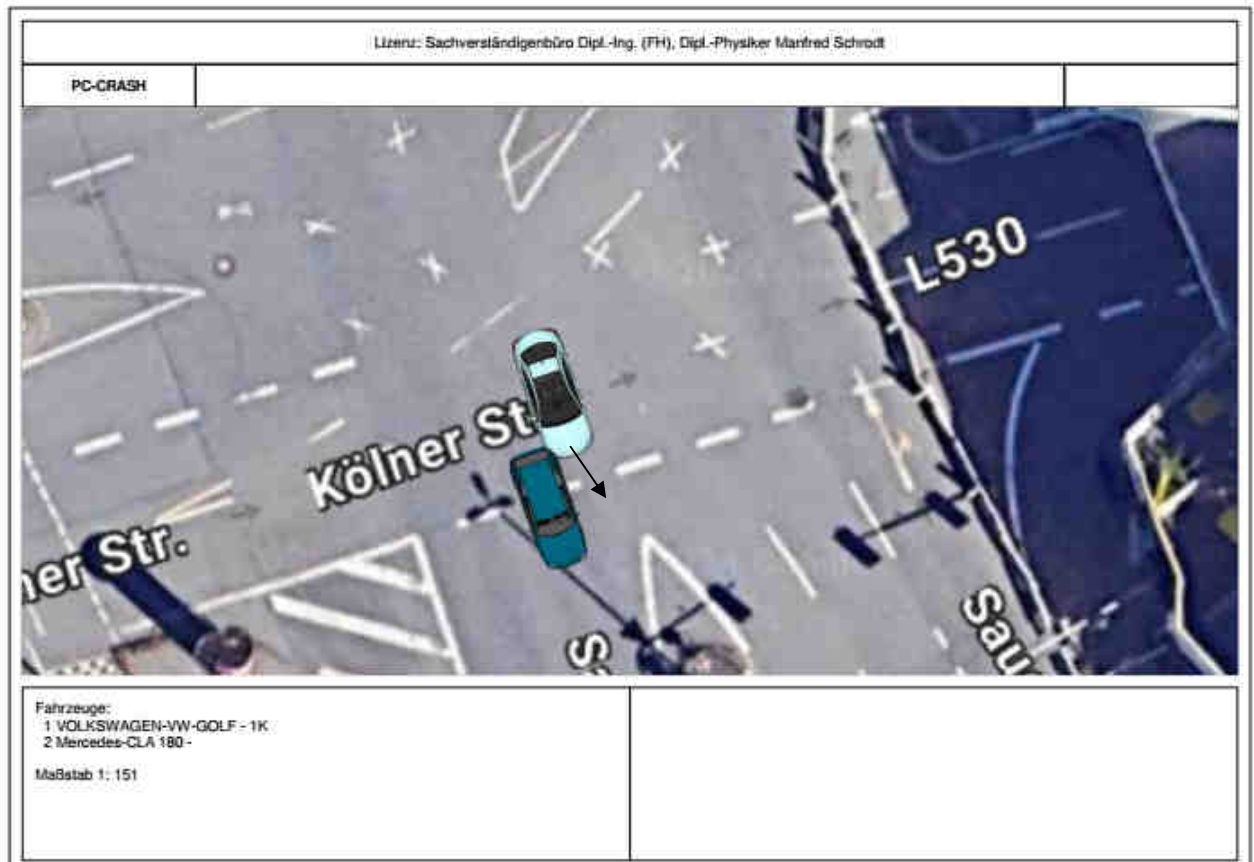 Lizenz: Sachverständigenbüro Dipl.-Ing. (FH), Dipl.-Physiker Manfred Schrodt
PC-CRASH
L530
Kölner St
ner Str.
S
Sau
Fahrzeuge:
1 VOLKSWAGEN-VW-GOLF - 1K
2 Mercedes-CLA 180 -
Maßstab 1: 151